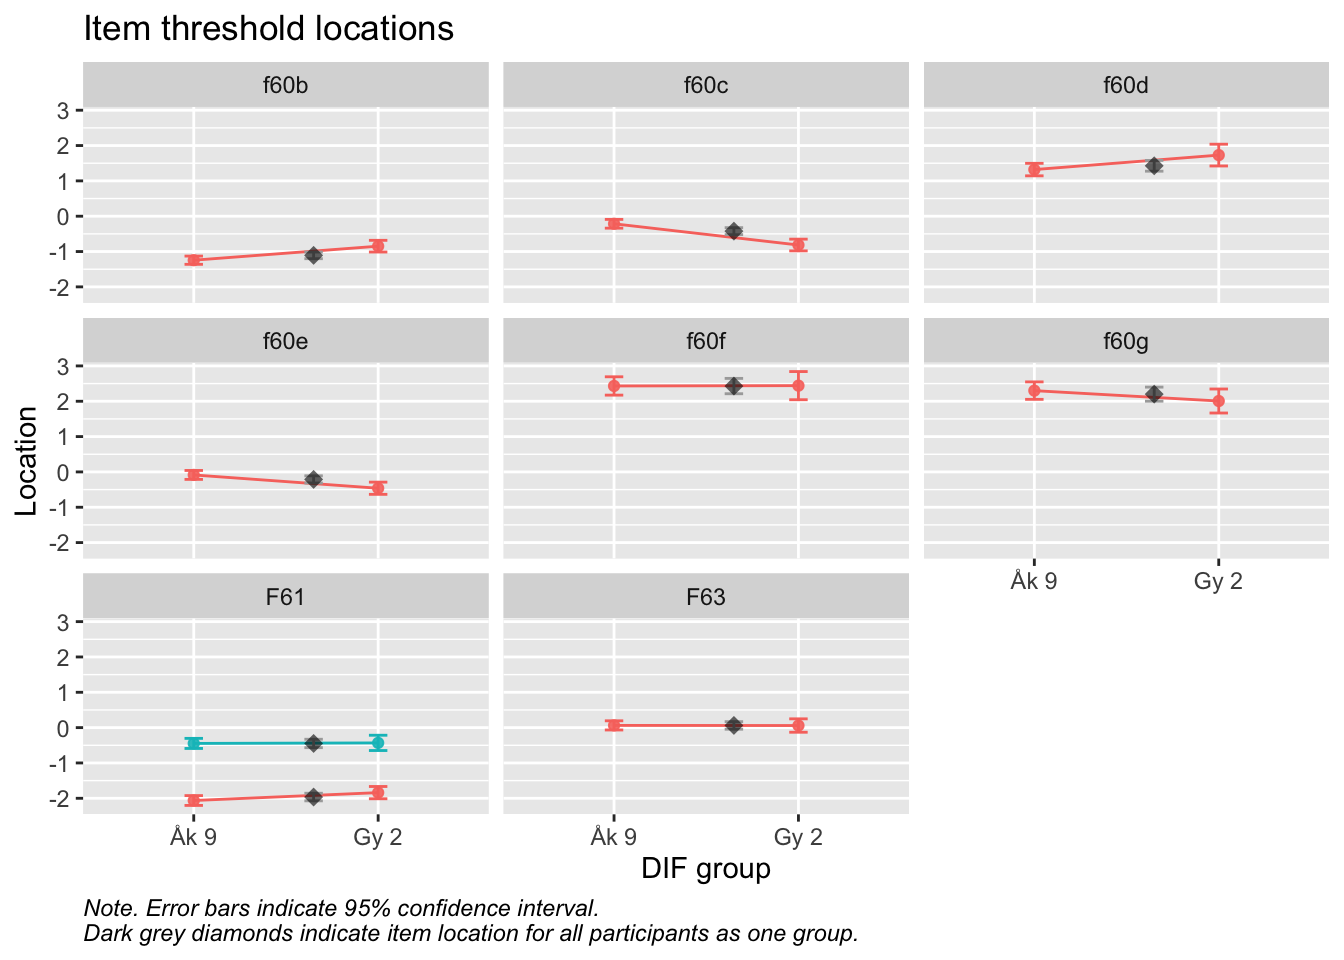 Item threshold locations
f60b f60c f60d
3
2
1
0
-1
-2
f60e f60f f60g
3
2
1
0
-1
-2
Åk 9 Gy 2
F61 F63
3
2
1
0
-1
-2
Åk 9 Gy 2 Åk 9 Gy 2
Location
DIF group
Note. Error bars indicate 95% confidence interval.
Dark grey diamonds indicate item location for all participants as one group.